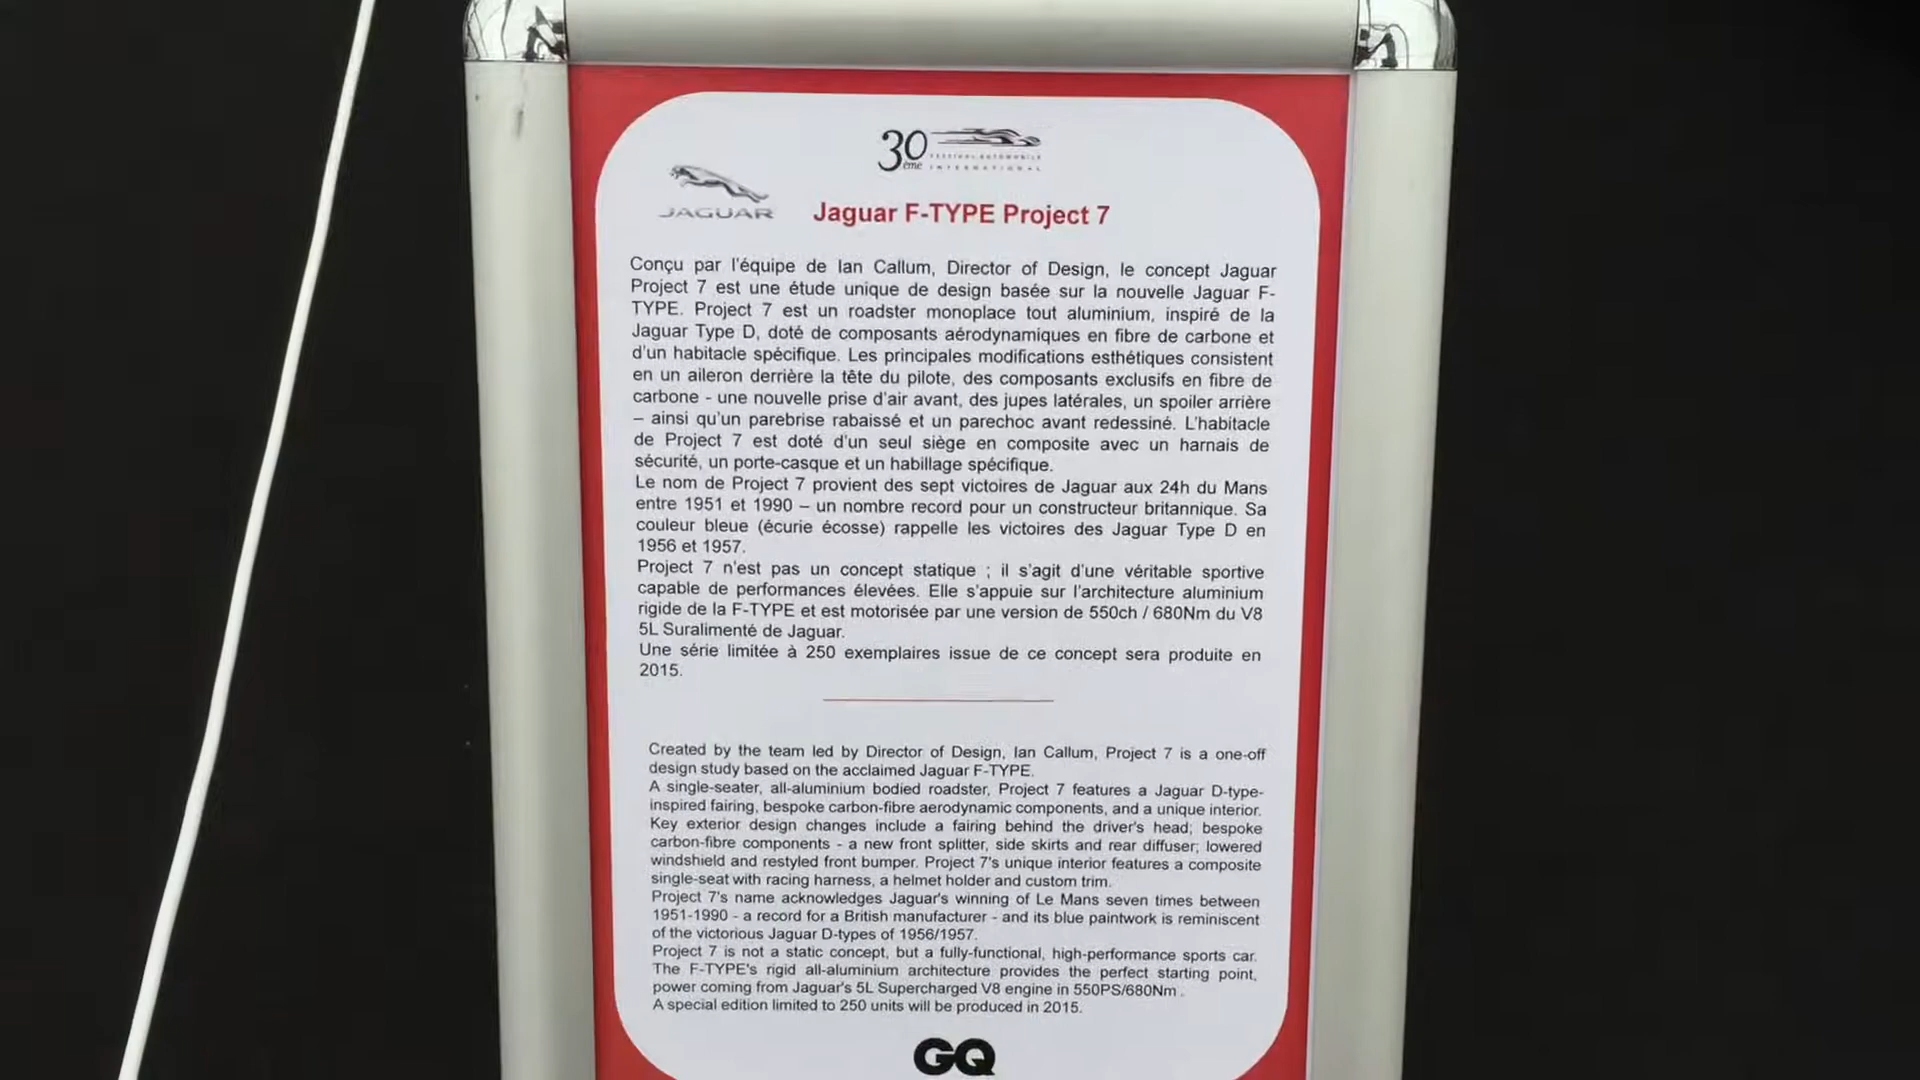 30
ème
FESTIVAL AUTOMOBILE
INTERNATIONAL
JAGUAR
Jaguar F-TYPE Project 7
Conçu par l'équipe de Ian Callum, Director of Design, le concept Jaguar
Project 7 est une étude unique de design basée sur la nouvelle Jaguar F-
TYPE. Project 7 est un roadster monoplace tout aluminium, inspiré de la
Jaguar Type D, doté de composants aérodynamiques en fibre de carbone et
d'un habitacle spécifique. Les principales modifications esthétiques consistent
en un aileron derrière la tête du pilote, des composants exclusifs en fibre de
carbone - une nouvelle prise d'air avant, des jupes latérales, un spoiler arrière
– ainsi qu'un parebrise rabaissé et un parechoc avant redessiné. L'habitacle
de Project 7 est doté d'un seul siège en composite avec un harnais de
sécurité, un porte-casque et un habillage spécifique.
Le nom de Project 7 provient des sept victoires de Jaguar aux 24h du Mans
entre 1951 et 1990 – un nombre record pour un constructeur britannique. Sa
couleur bleue (écurie écosse) rappelle les victoires des Jaguar Type D en
1956 et 1957.
Project 7 n'est pas un concept statique ; il s'agit d'une véritable sportive
capable de performances élevées. Elle s'appuie sur l'architecture aluminium
rigide de la F-TYPE et est motorisée par une version de 550ch / 680Nm du V8
5L Suralimenté de Jaguar.
Une série limitée à 250 exemplaires issue de ce concept sera produite en
2015.
Created by the team led by Director of Design, Ian Callum, Project 7 is a one-off
design study based on the acclaimed Jaguar F-TYPE.
A single-seater, all-aluminium bodied roadster, Project 7 features a Jaguar D-type-
inspired fairing, bespoke carbon-fibre aerodynamic components, and a unique interior.
Key exterior design changes include a fairing behind the driver's head; bespoke
carbon-fibre components - a new front splitter, side skirts and rear diffuser; lowered
windshield and restyled front bumper. Project 7's unique interior features a composite
single-seat with racing harness, a helmet holder and custom trim.
Project 7's name acknowledges Jaguar's winning of Le Mans seven times between
1951-1990 - a record for a British manufacturer - and its blue paintwork is reminiscent
of the victorious Jaguar D-types of 1956/1957.
Project 7 is not a static concept, but a fully-functional, high-performance sports car.
The F-TYPE's rigid all-aluminium architecture provides the perfect starting point,
power coming from Jaguar's 5L Supercharged V8 engine in 550PS/680Nm .
A special edition limited to 250 units will be produced in 2015.
GQ